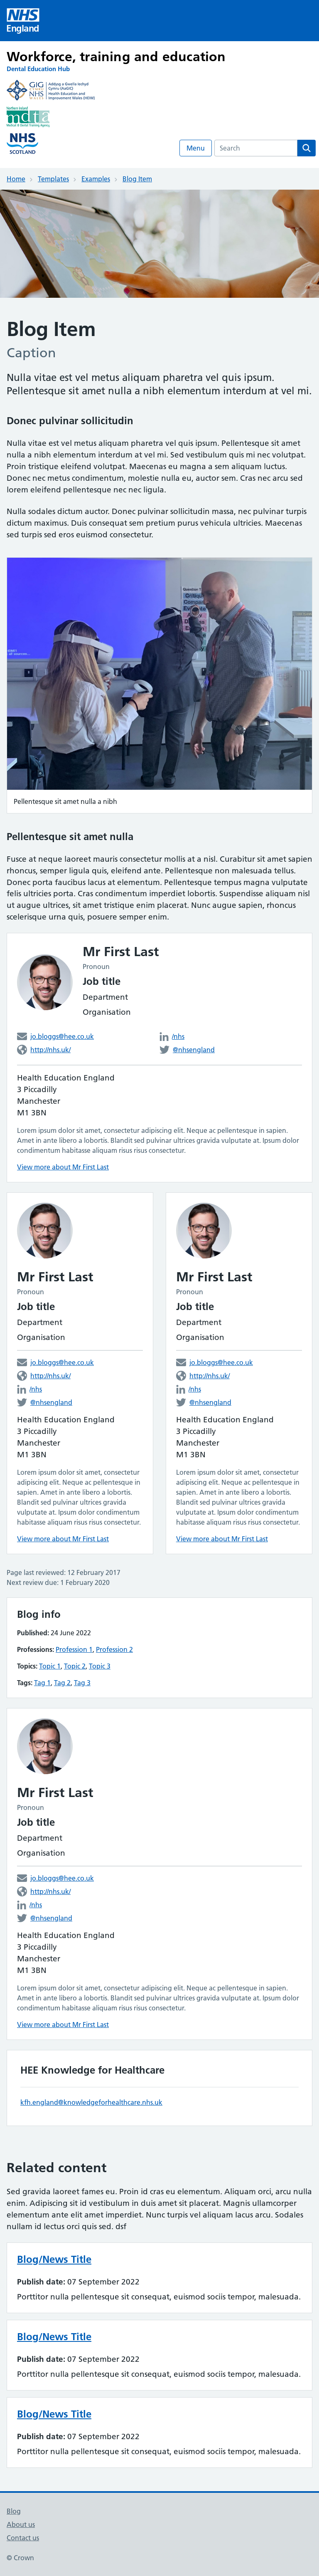 NHS
England
Workforce, training and education
Dental Education Hub
GIG
CYMRU
NHS
WALES
Addysg a Gwella Iechyd
Cymru (AaGIC)
Health Education and
Improvement Wales (HEIW)
NHS
SCOTLAND
Menu
Search
Home
Templates
Examples
Blog Item
Blog Item
Caption
Nulla vitae est vel metus aliquam pharetra vel quis ipsum.
Pellentesque sit amet nulla a nibh elementum interdum at vel mi.
Donec pulvinar sollicitudin
Nulla vitae est vel metus aliquam pharetra vel quis ipsum. Pellentesque sit amet
nulla a nibh elementum interdum at vel mi. Sed vestibulum quis mi nec volutpat.
Proin tristique eleifend volutpat. Maecenas eu magna a sem aliquam luctus.
Donec nec metus condimentum, molestie nulla eu, auctor sem. Cras nec arcu sed
lorem eleifend pellentesque nec nec ligula.
Nulla sodales dictum auctor. Donec pulvinar sollicitudin massa, nec pulvinar turpis
dictum maximus. Duis consequat sem pretium purus vehicula ultricies. Maecenas
sed turpis sed eros euismod consectetur.
Pellentesque sit amet nulla a nibh
Pellentesque sit amet nulla
Fusce at neque laoreet mauris consectetur mollis at a nisl. Curabitur sit amet sapien
rhoncus, semper ligula quis, eleifend ante. Pellentesque non malesuada tellus.
Donec porta faucibus lacus at elementum. Pellentesque tempus magna vulputate
felis ultricies porta. Cras condimentum imperdiet lobortis. Suspendisse aliquam nisl
ut augue ultrices, sit amet tristique enim placerat. Nunc augue sapien, rhoncus
scelerisque urna quis, posuere semper enim.
Mr First Last
Pronoun
Job title
Department
Organisation
jo.bloggs@hee.co.uk
/nhs
http://nhs.uk/
@nhsengland
Health Education England
3 Piccadilly
Manchester
M1 3BN
Lorem ipsum dolor sit amet, consectetur adipiscing elit. Neque ac pellentesque in sapien.
Amet in ante libero a lobortis. Blandit sed pulvinar ultrices gravida vulputate at. Ipsum dolor
condimentum habitasse aliquam risus risus consectetur.
View more about Mr First Last
Mr First Last
Pronoun
Job title
Department
Organisation
jo.bloggs@hee.co.uk
http://nhs.uk/
/nhs
@nhsengland
Health Education England
3 Piccadilly
Manchester
M1 3BN
Lorem ipsum dolor sit amet, consectetur
adipiscing elit. Neque ac pellentesque in
sapien. Amet in ante libero a lobortis.
Blandit sed pulvinar ultrices gravida
vulputate at. Ipsum dolor condimentum
habitasse aliquam risus risus consectetur.
View more about Mr First Last
Mr First Last
Pronoun
Job title
Department
Organisation
jo.bloggs@hee.co.uk
http://nhs.uk/
/nhs
@nhsengland
Health Education England
3 Piccadilly
Manchester
M1 3BN
Lorem ipsum dolor sit amet, consectetur
adipiscing elit. Neque ac pellentesque in
sapien. Amet in ante libero a lobortis.
Blandit sed pulvinar ultrices gravida
vulputate at. Ipsum dolor condimentum
habitasse aliquam risus risus consectetur.
View more about Mr First Last
Page last reviewed: 12 February 2017
Next review due: 1 February 2020
Blog info
Published: 24 June 2022
Professions: Profession 1, Profession 2
Topics: Topic 1, Topic 2, Topic 3
Tags: Tag 1, Tag 2, Tag 3
Mr First Last
Pronoun
Job title
Department
Organisation
jo.bloggs@hee.co.uk
http://nhs.uk/
/nhs
@nhsengland
Health Education England
3 Piccadilly
Manchester
M1 3BN
Lorem ipsum dolor sit amet, consectetur adipiscing elit. Neque ac pellentesque in sapien.
Amet in ante libero a lobortis. Blandit sed pulvinar ultrices gravida vulputate at. Ipsum dolor
condimentum habitasse aliquam risus risus consectetur.
View more about Mr First Last
HEE Knowledge for Healthcare
kfh.england@knowledgeforhealthcare.nhs.uk
Related content
Sed gravida laoreet fames eu. Proin id cras eu elementum. Aliquam orci, arcu nulla
enim. Adipiscing sit id vestibulum in duis amet sit placerat. Magnis ullamcorper
elementum ante elit amet imperdiet. Nunc turpis vel aliquam lacus arcu. Sodales
nullam id lectus orci quis sed. dsf
Blog/News Title
Publish date: 07 September 2022
Porttitor nulla pellentesque sit consequat, euismod sociis tempor, malesuada.
Blog/News Title
Publish date: 07 September 2022
Porttitor nulla pellentesque sit consequat, euismod sociis tempor, malesuada.
Blog/News Title
Publish date: 07 September 2022
Porttitor nulla pellentesque sit consequat, euismod sociis tempor, malesuada.
Blog
About us
Contact us
© Crown